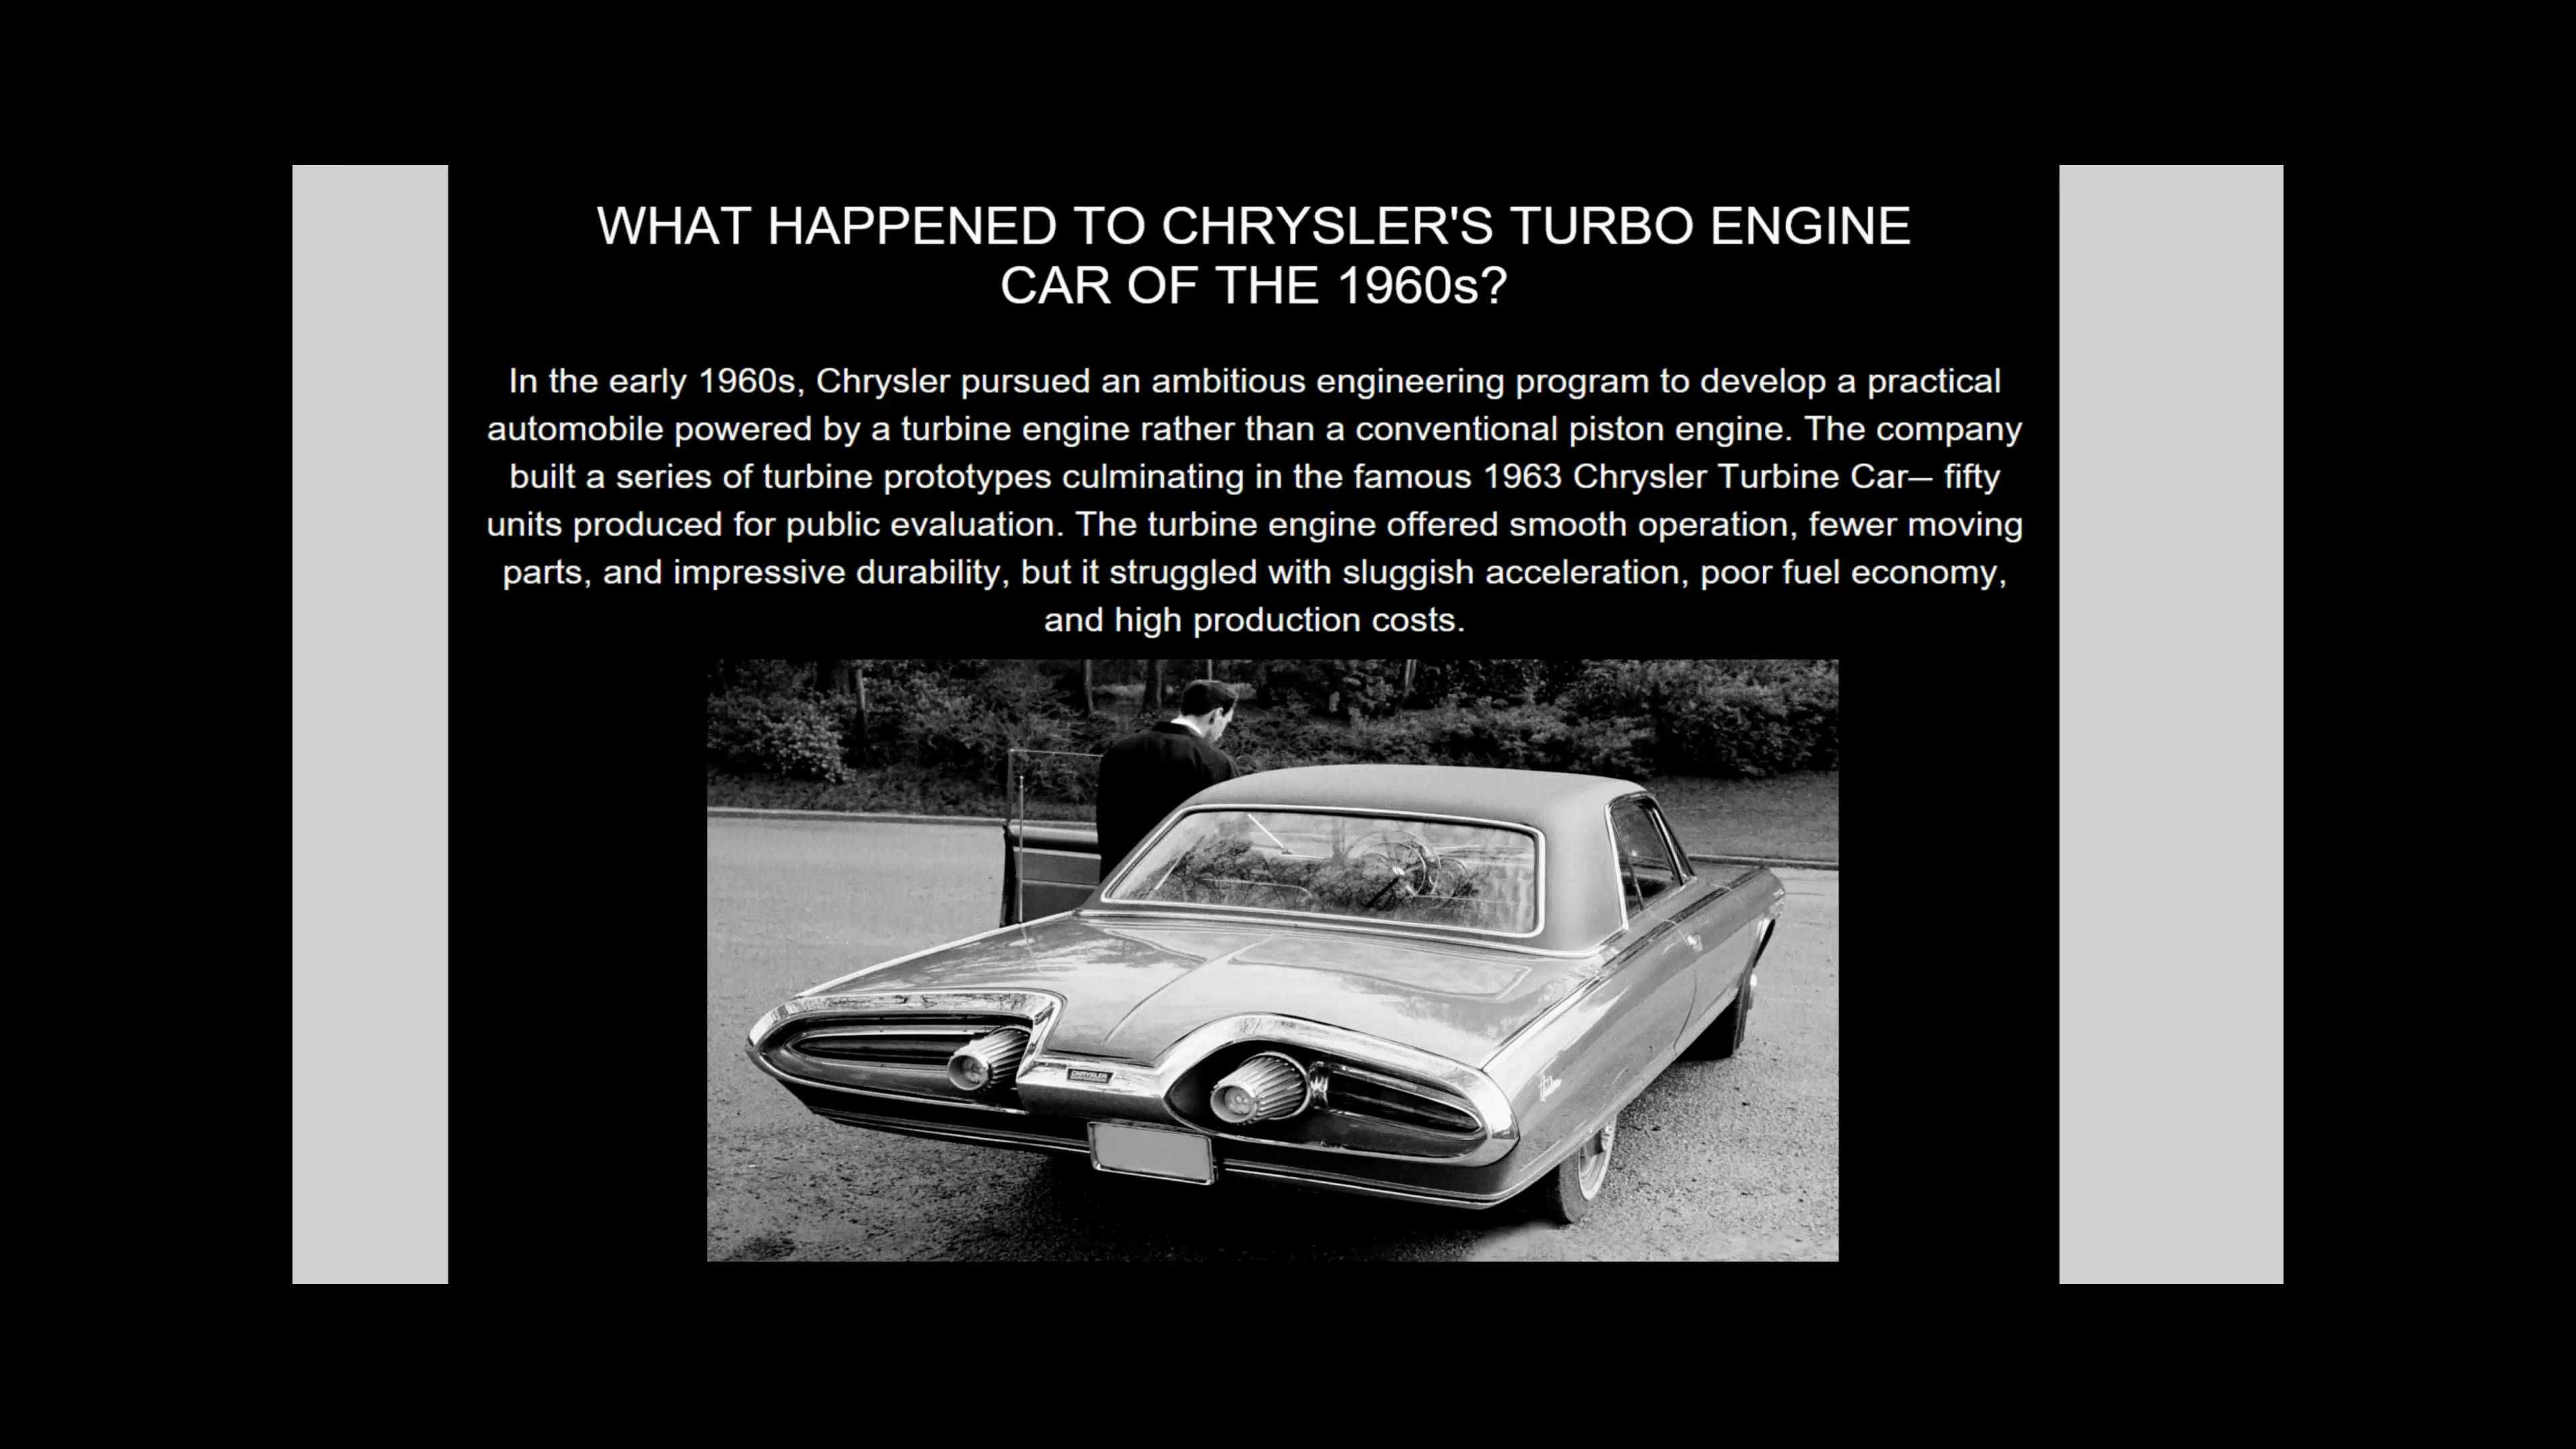 WHAT HAPPENED TO CHRYSLER'S TURBO ENGINE
CAR OF THE 1960s?
In the early 1960s, Chrysler pursued an ambitious engineering program to develop a practical
automobile powered by a turbine engine rather than a conventional piston engine. The company
built a series of turbine prototypes culminating in the famous 1963 Chrysler Turbine Car— fifty
units produced for public evaluation. The turbine engine offered smooth operation, fewer moving
parts, and impressive durability, but it struggled with sluggish acceleration, poor fuel economy,
and high production costs.
CHRYSLER